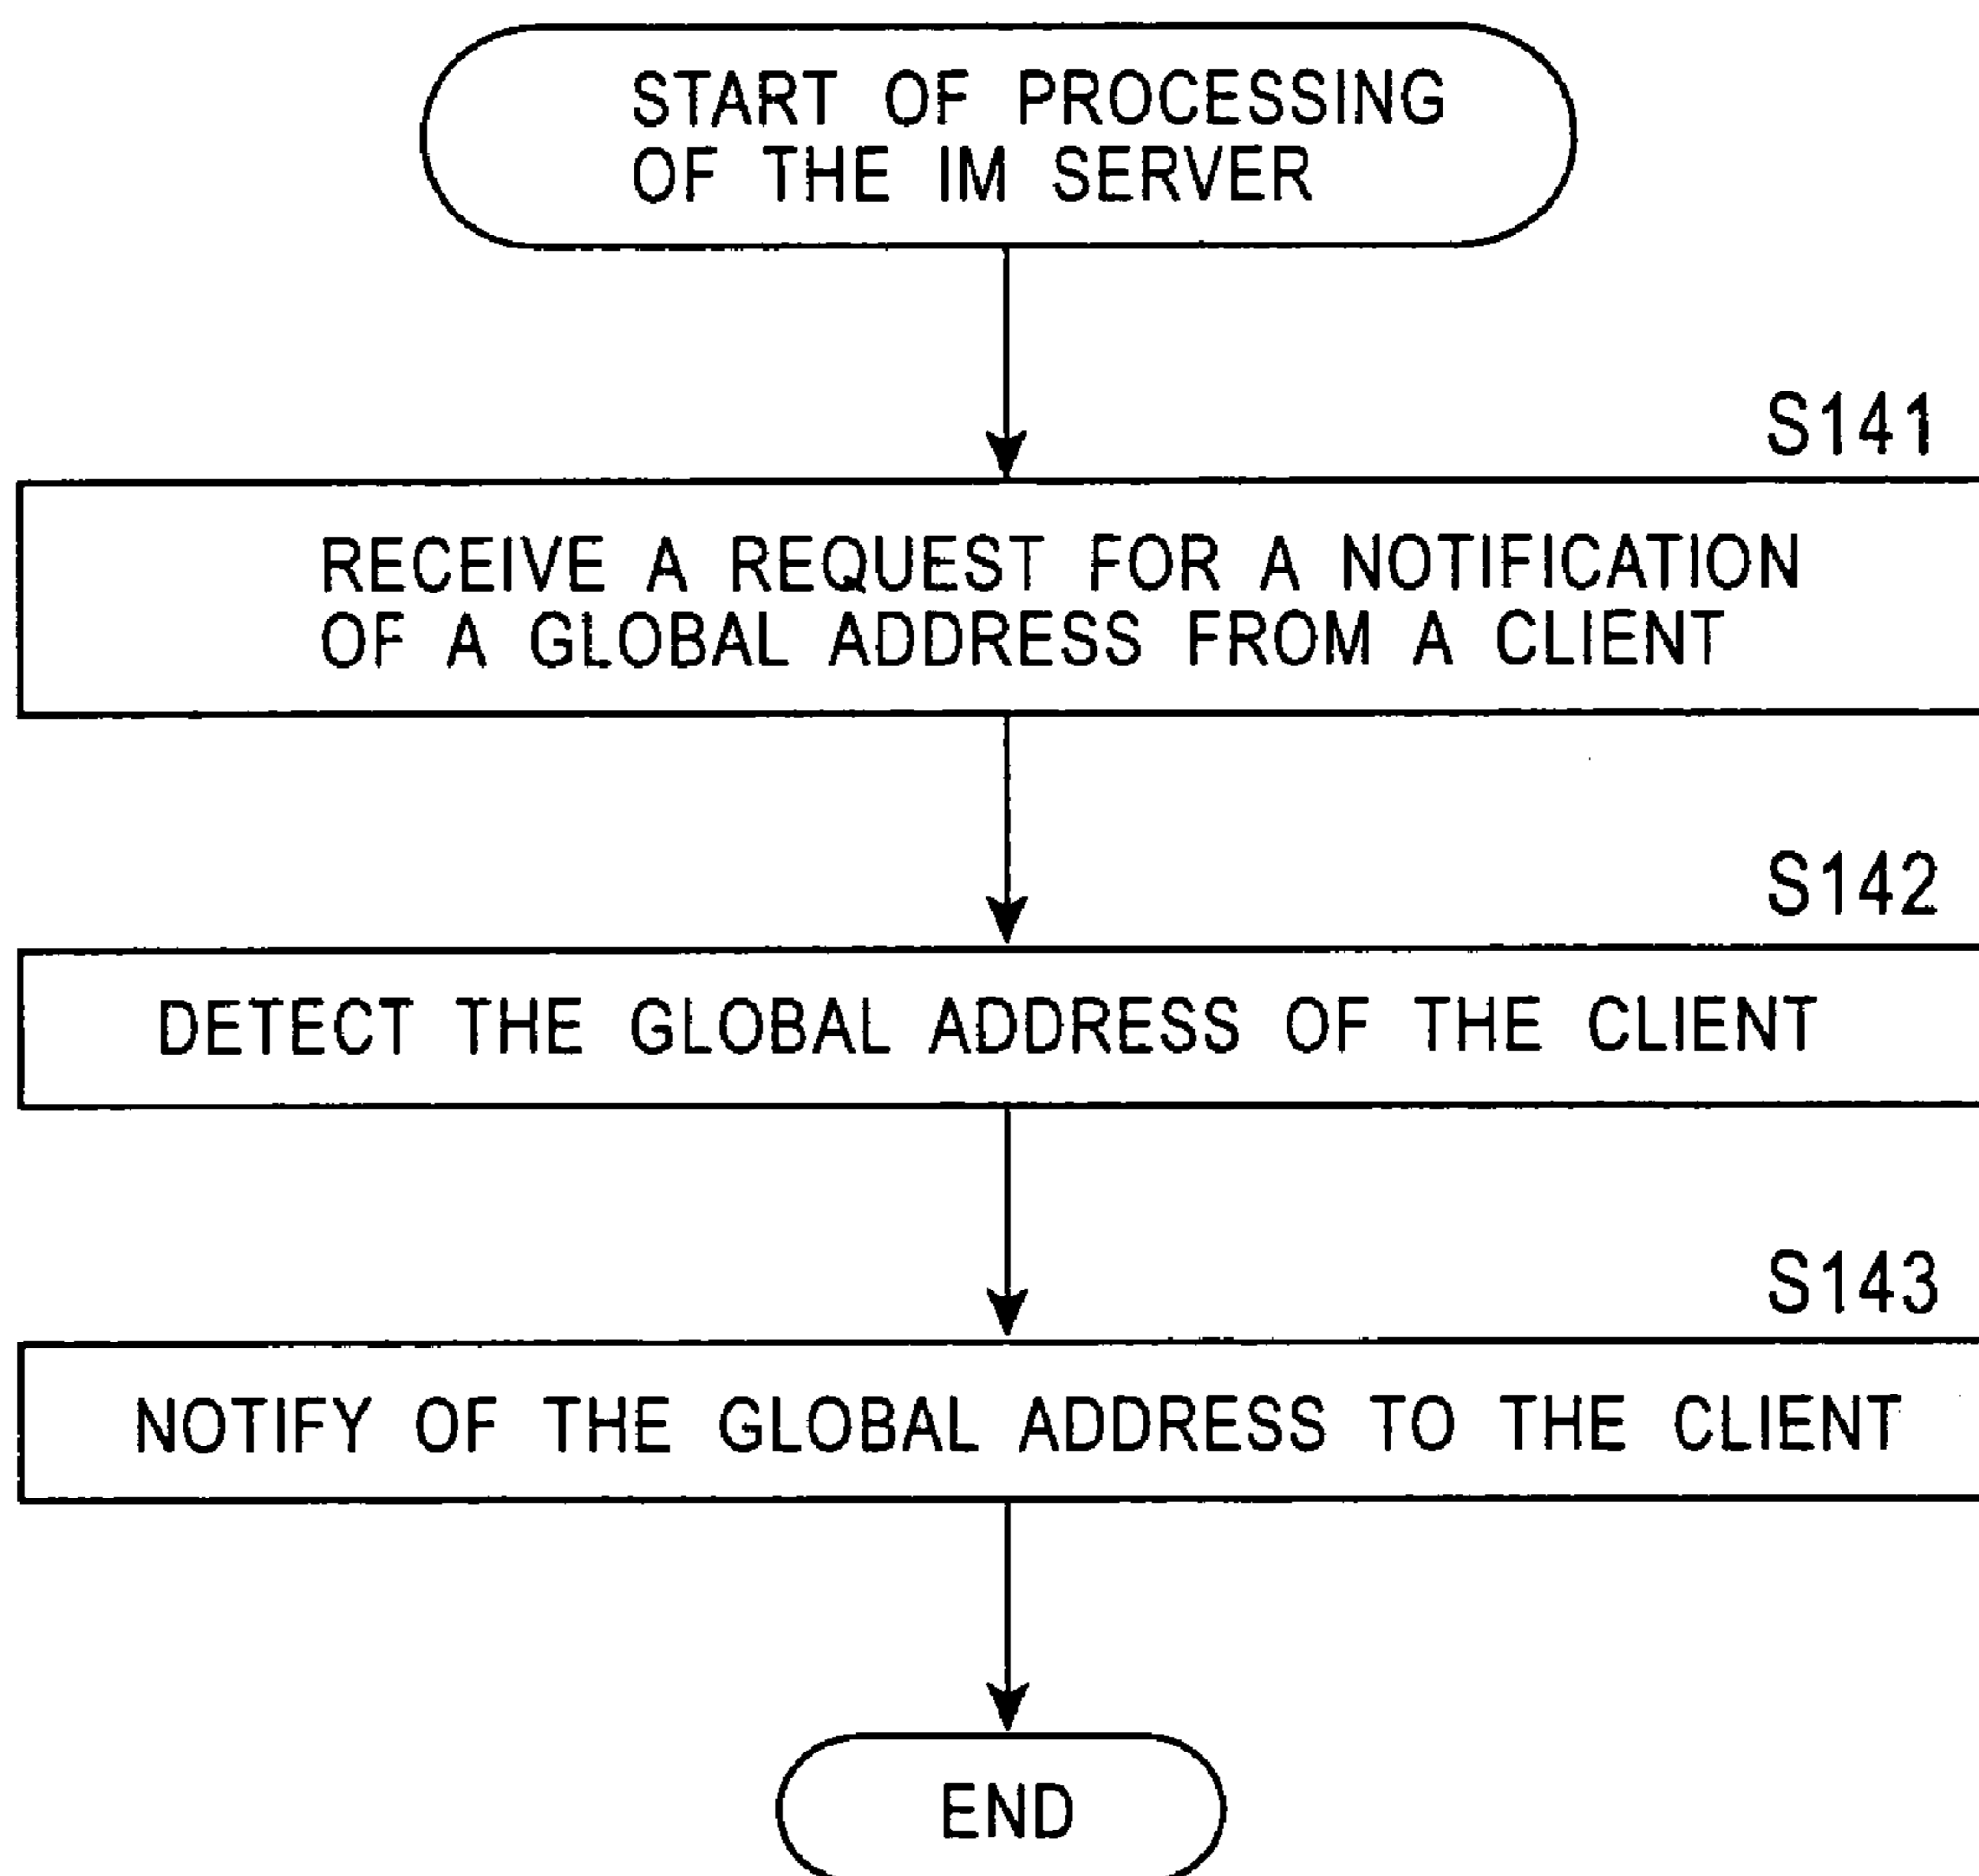 START OF PROCESSING
OF THE IM SERVER
S141
RECEIVE A REQUEST FOR A NOTIFICATION
OF A GLOBAL ADDRESS FROM A CLIENT
S142
DETECT THE GLOBAL ADDRESS OF THE CLIENT
S143
NOTIFY OF THE GLOBAL ADDRESS TO THE CLIENT
END